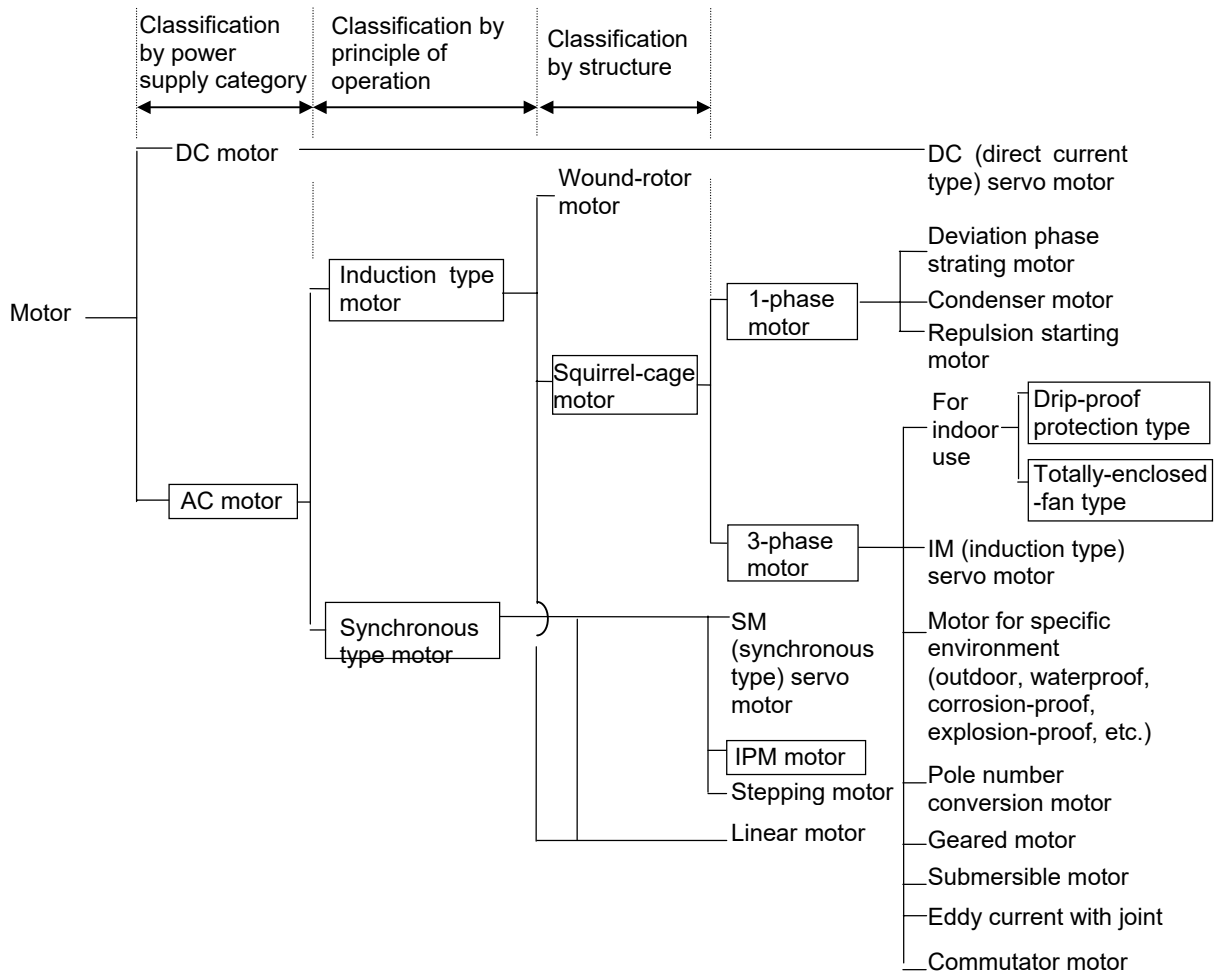 Classification
by power
supply category
Classification by
principle of
operation
Classification
by structure
DC motor
DC (direct current
type) servo motor
Wound-rotor
motor
Deviation phase
strating motor
Induction type
motor
1-phase
motor
Condenser motor
Motor
Repulsion starting
motor
Squirrel-cage
motor
For
indoor
use
Drip-proof
protection type
Totally-enclosed
-fan type
AC motor
3-phase
motor
IM (induction type)
servo motor
Synchronous
type motor
SM
(synchronous
type) servo
motor
Motor for specific
environment
(outdoor, waterproof,
corrosion-proof,
explosion-proof, etc.)
IPM motor
Stepping motor
Pole number
conversion motor
Linear motor
Geared motor
Submersible motor
Eddy current with joint
Commutator motor